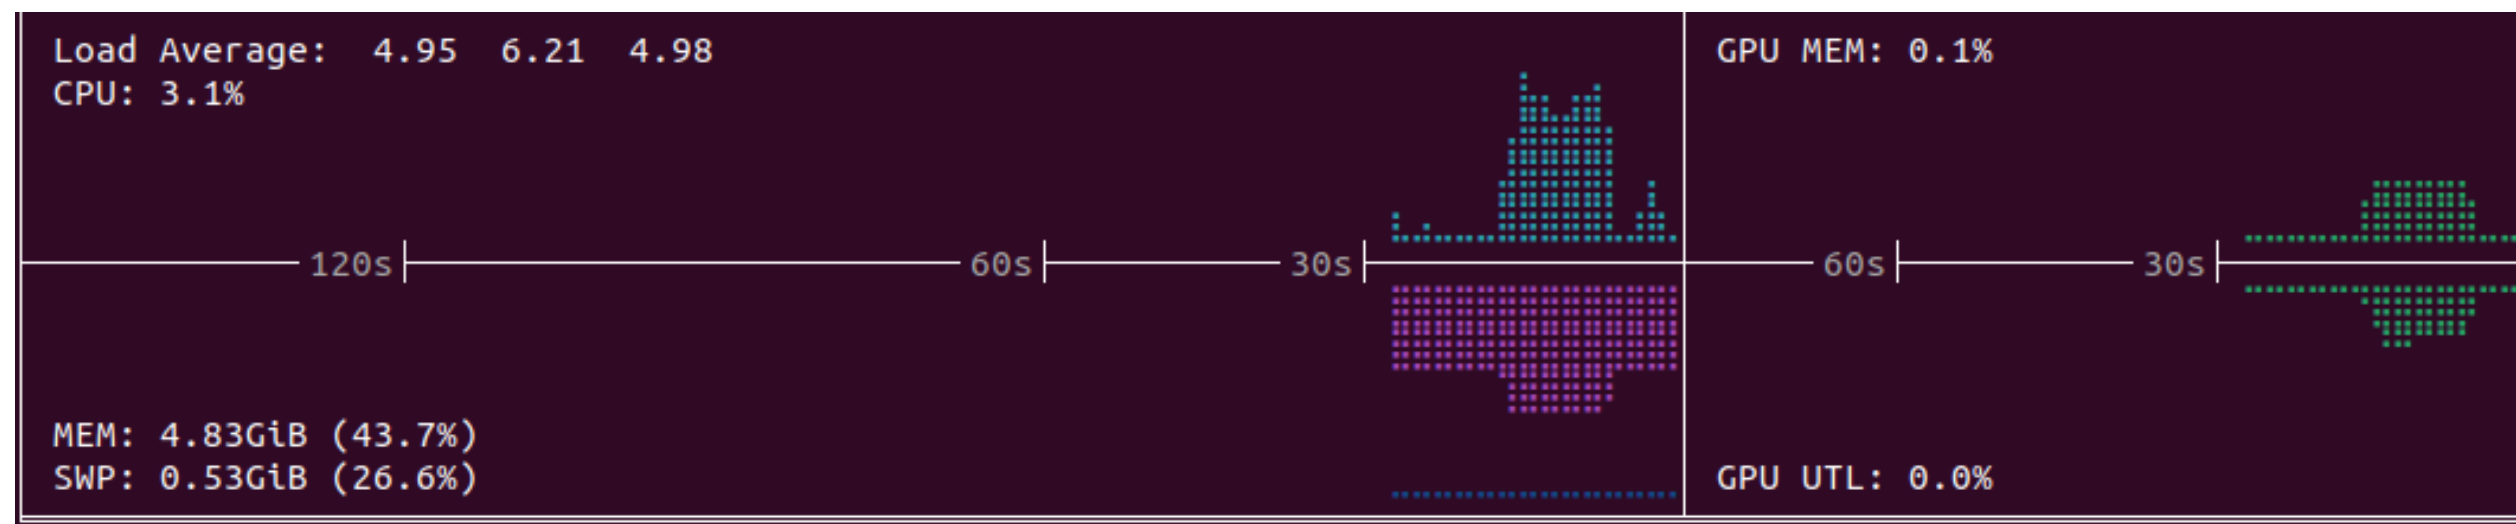 Load Average:  4.95  6.21  4.98
CPU: 3.1%
120s
60s
30s
MEM: 4.83GiB (43.7%)
SWP: 0.53GiB (26.6%)
GPU MEM: 0.1%
60s
30s
GPU UTL: 0.0%